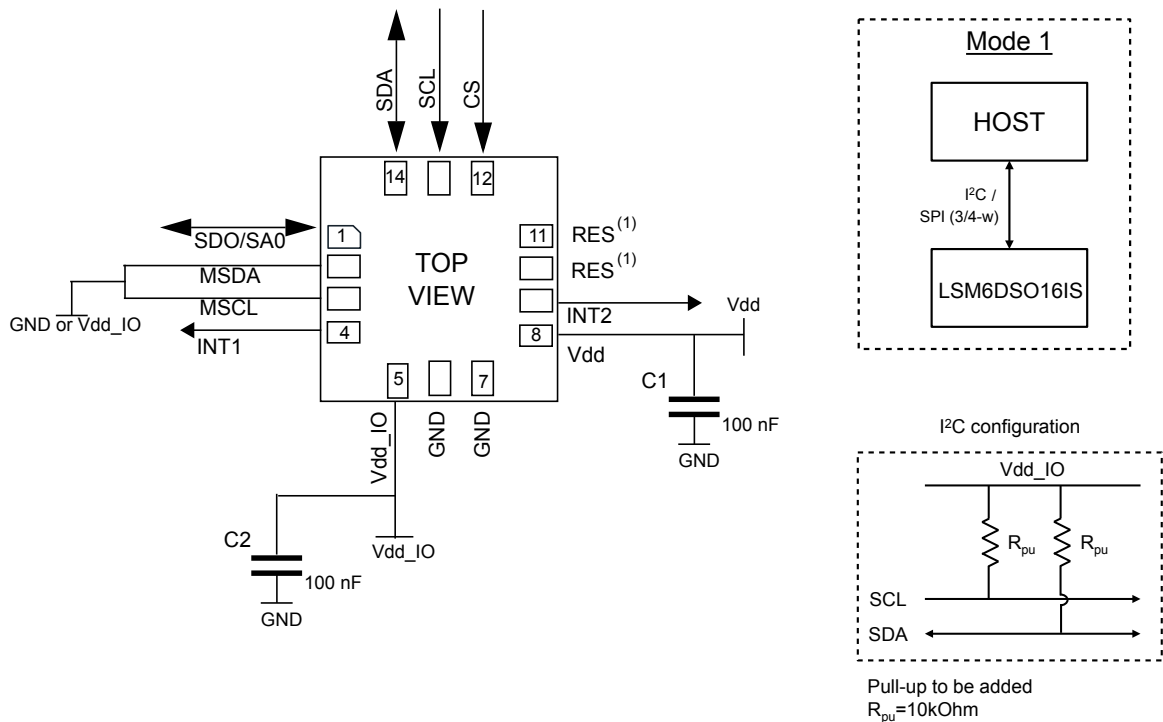 SDA
SCL
CS
14
12
1
SDO/SA0
MSDA
MSCL
GND or Vdd_IO
INT1
4
TOP
VIEW
11
RES(1)
RES(1)
INT2
8
Vdd
Vdd
5
7
Vdd_IO
GND
GND
C1
100 nF
GND
C2
100 nF
GND
Vdd_IO
Mode 1
HOST
I²C /
SPI (3/4-w)
LSM6DSO16IS
I²C configuration
Vdd_IO
Rpu
Rpu
SCL
SDA
Pull-up to be added
Rpu=10kOhm